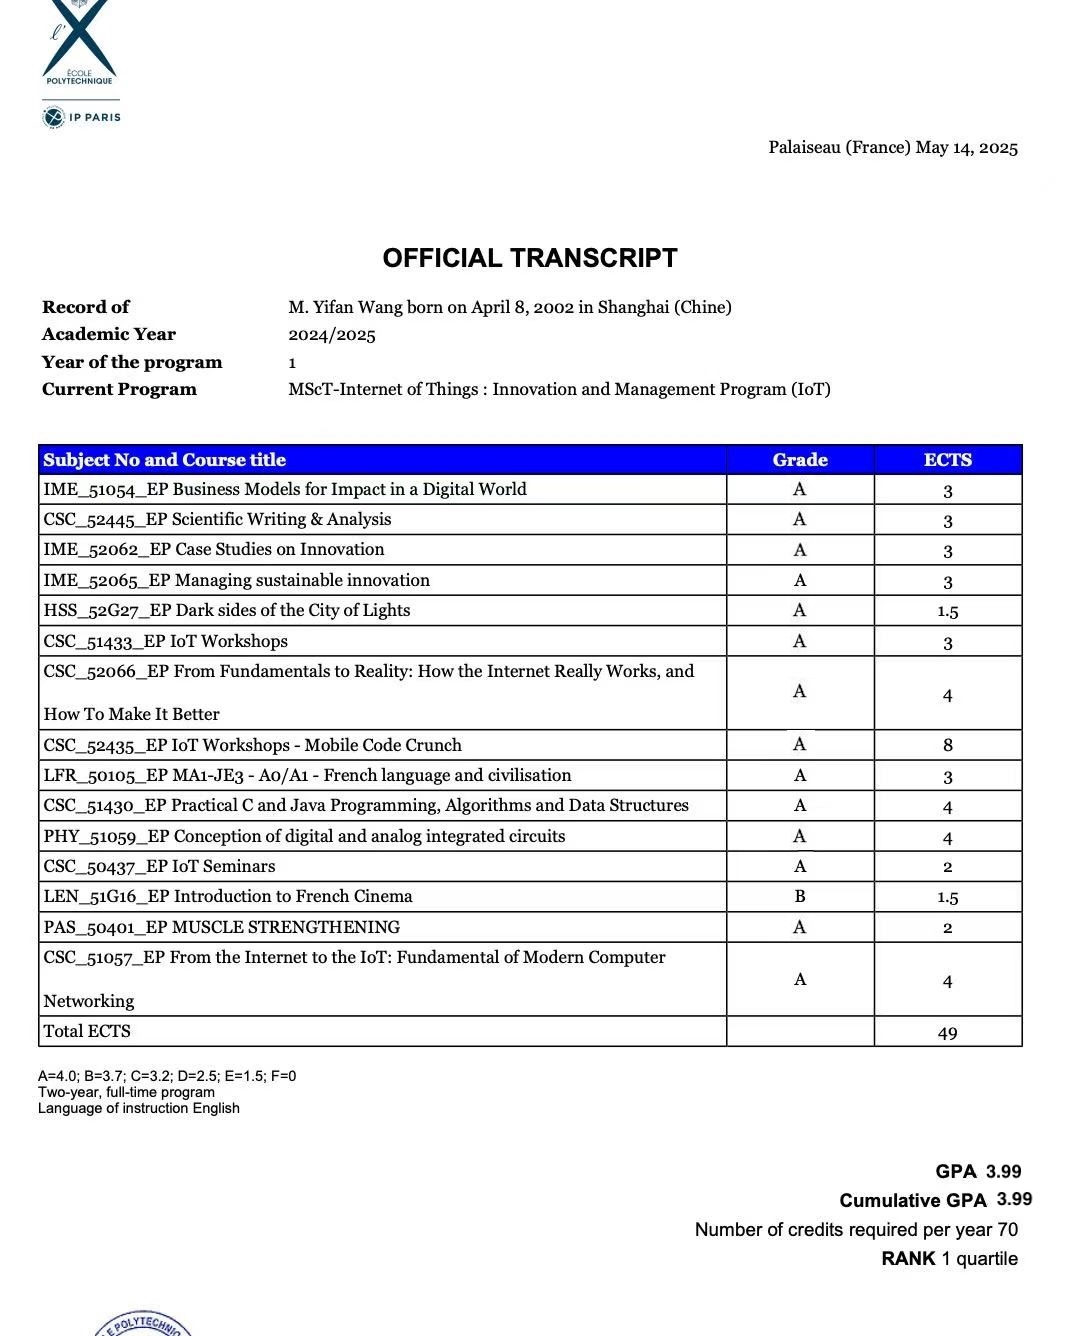 l'
ÉCOLE
POLYTECHNIQUE
IP PARIS
Palaiseau (France) May 14, 2025
OFFICIAL TRANSCRIPT
Record of M. Yifan Wang born on April 8, 2002 in Shanghai (Chine)
Academic Year 2024/2025
Year of the program 1
Current Program MScT-Internet of Things : Innovation and Management Program (IoT)
Subject No and Course title Grade ECTS
IME_51054_EP Business Models for Impact in a Digital World A 3
CSC_52445_EP Scientific Writing & Analysis A 3
IME_52062_EP Case Studies on Innovation A 3
IME_52065_EP Managing sustainable innovation A 3
HSS_52G27_EP Dark sides of the City of Lights A 1.5
CSC_51433_EP IoT Workshops A 3
CSC_52066_EP From Fundamentals to Reality: How the Internet Really Works, and
How To Make It Better A 4
CSC_52435_EP IoT Workshops - Mobile Code Crunch A 8
LFR_50105_EP MA1-JE3 - A0/A1 - French language and civilisation A 3
CSC_51430_EP Practical C and Java Programming, Algorithms and Data Structures A 4
PHY_51059_EP Conception of digital and analog integrated circuits A 4
CSC_50437_EP IoT Seminars A 2
LEN_51G16_EP Introduction to French Cinema B 1.5
PAS_50401_EP MUSCLE STRENGTHENING A 2
CSC_51057_EP From the Internet to the IoT: Fundamental of Modern Computer
Networking A 4
Total ECTS 49
A=4.0; B=3.7; C=3.2; D=2.5; E=1.5; F=0
Two-year, full-time program
Language of instruction English
GPA 3.99
Cumulative GPA 3.99
Number of credits required per year 70
RANK 1 quartile